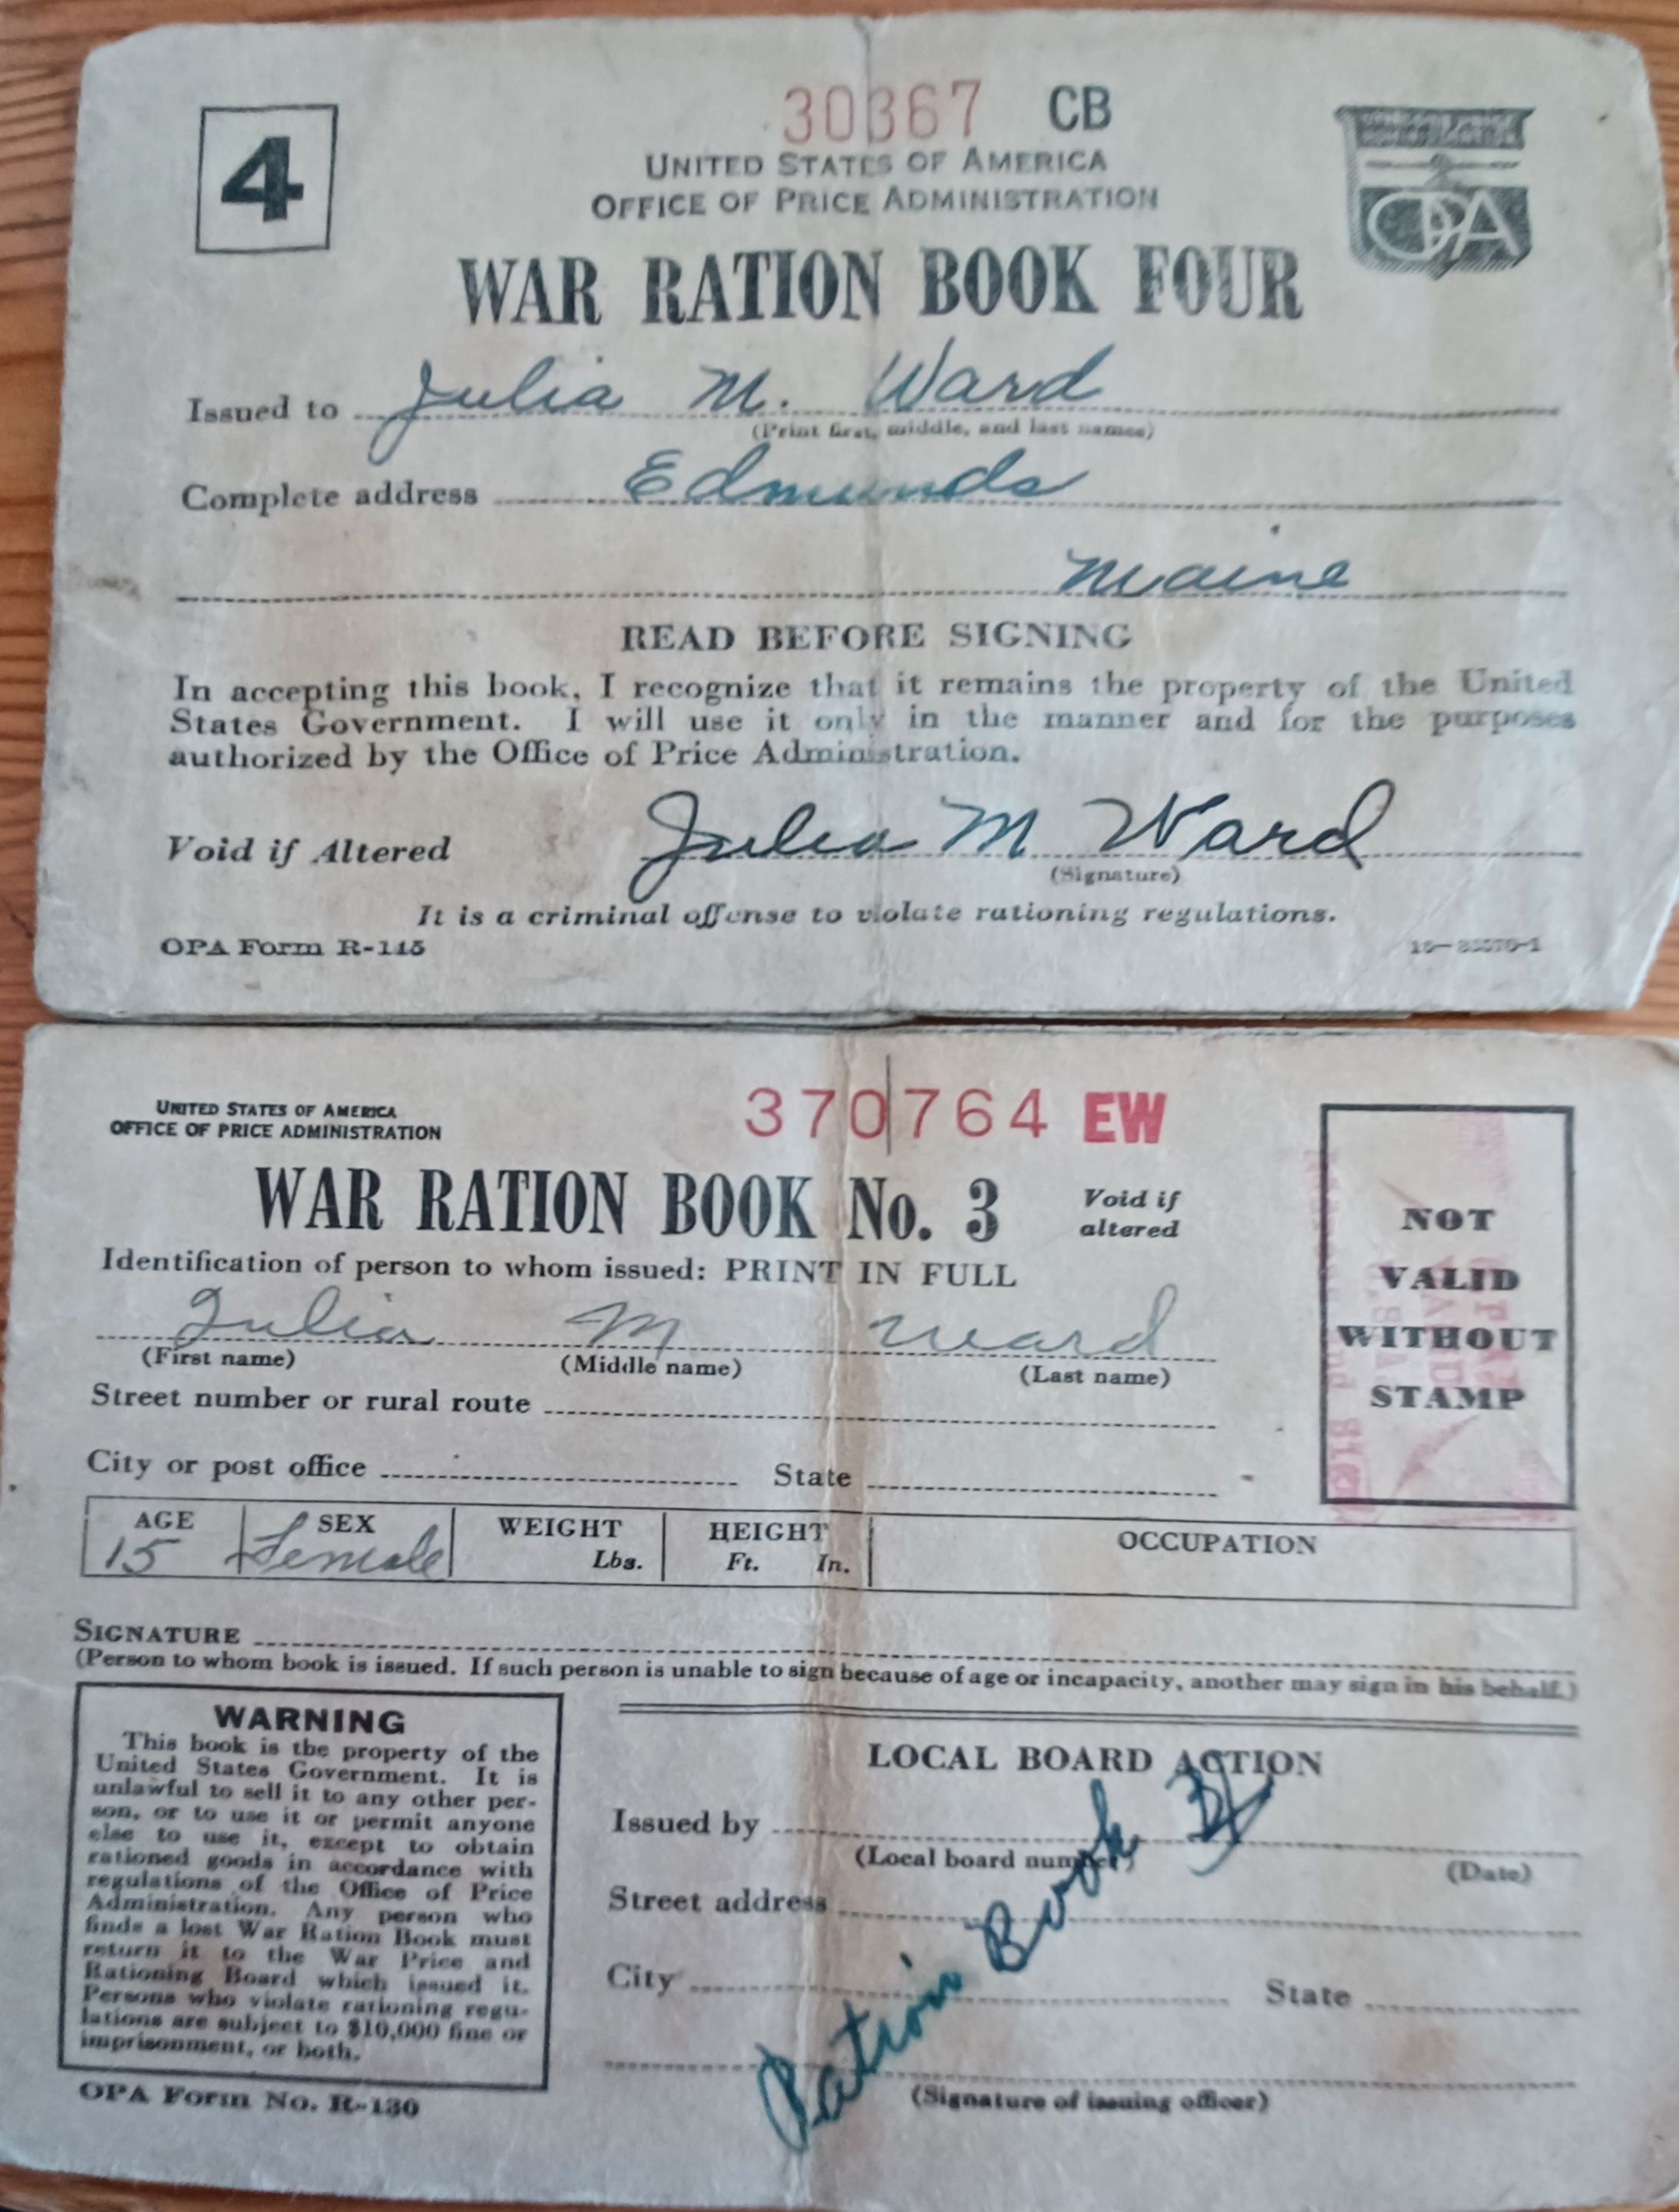 4
30367 CB
UNITED STATES OF AMERICA
OFFICE OF PRICE ADMINISTRATION
OPA
WAR RATION BOOK FOUR
Issued to Julia M. Ward
(Print first, middle, and last names)
Complete address Edmunds
Maine
READ BEFORE SIGNING
In accepting this book, I recognize that it remains the property of the United
States Government. I will use it only in the manner and for the purposes
authorized by the Office of Price Administration.
Void if Altered Julia M Ward
(Signature)
It is a criminal offense to violate rationing regulations.
OPA Form R-145
UNITED STATES OF AMERICA
OFFICE OF PRICE ADMINISTRATION
370764 EW
WAR RATION BOOK No. 3
Void if
altered
Identification of person to whom issued: PRINT IN FULL
Julia M Ward
(First name) (Middle name) (Last name)
Street number or rural route
City or post office State
NOT
VALID
WITHOUT
STAMP
AGE SEX WEIGHT HEIGHT OCCUPATION
15 Female Lbs. Ft. In.
SIGNATURE
(Person to whom book is issued. If such person is unable to sign because of age or incapacity, another may sign in his behalf.)
WARNING
This book is the property of the
United States Government. It is
unlawful to sell it to any other per-
son, or to use it or permit anyone
else to use it, except to obtain
rationed goods in accordance with
regulations of the Office of Price
Administration. Any person who
finds a lost War Ration Book must
return it to the War Price and
Rationing Board which issued it.
Persons who violate rationing regu-
lations are subject to $10,000 fine or
imprisonment, or both.
OPA Form No. R-130
LOCAL BOARD ACTION
Issued by
(Local board number) (Date)
Street address
City State
(Signature of issuing officer)
Ration Book